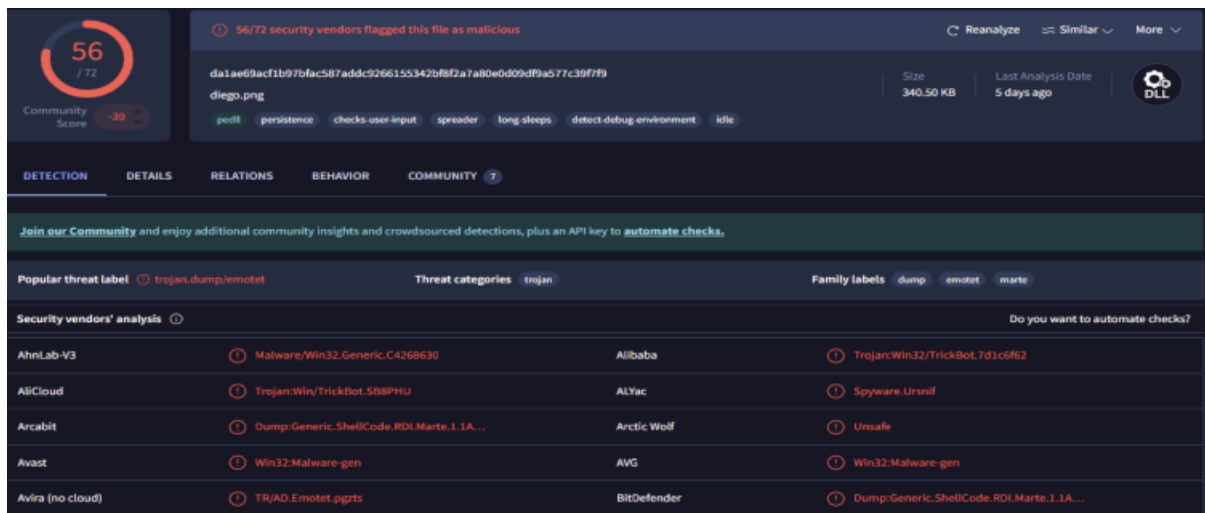 56
/ 72
Community
Score
-39
56/72 security vendors flagged this file as malicious
Reanalyze
Similar
More
da1ae69acf1b97bfac587addc9266155342bf8f2a7a80e0d09df9a577c39f7f9
diego.png
Size
340.50 KB
Last Analysis Date
5 days ago
DLL
pedll persistence checks-user-input spreader long-sleeps detect-debug-environment idle
DETECTION DETAILS RELATIONS BEHAVIOR COMMUNITY 7
Join our Community and enjoy additional community insights and crowdsourced detections, plus an API key to automate checks.
Popular threat label trojan.dump/emotet Threat categories trojan Family labels dump emotet marte
Security vendors' analysis Do you want to automate checks?
AhnLab-V3 Malware/Win32.Generic.C4268630 Alibaba Trojan:Win32/TrickBot.7d1c6f62
AliCloud Trojan:Win/TrickBot.SB8PHU ALYac Spyware.Ursnif
Arcabit Dump:Generic.ShellCode.RDI.Marte.1.1A... Arctic Wolf Unsafe
Avast Win32:Malware-gen AVG Win32:Malware-gen
Avira (no cloud) TR/AD.Emotet.pgzts BitDefender Dump:Generic.ShellCode.RDI.Marte.1.1A...